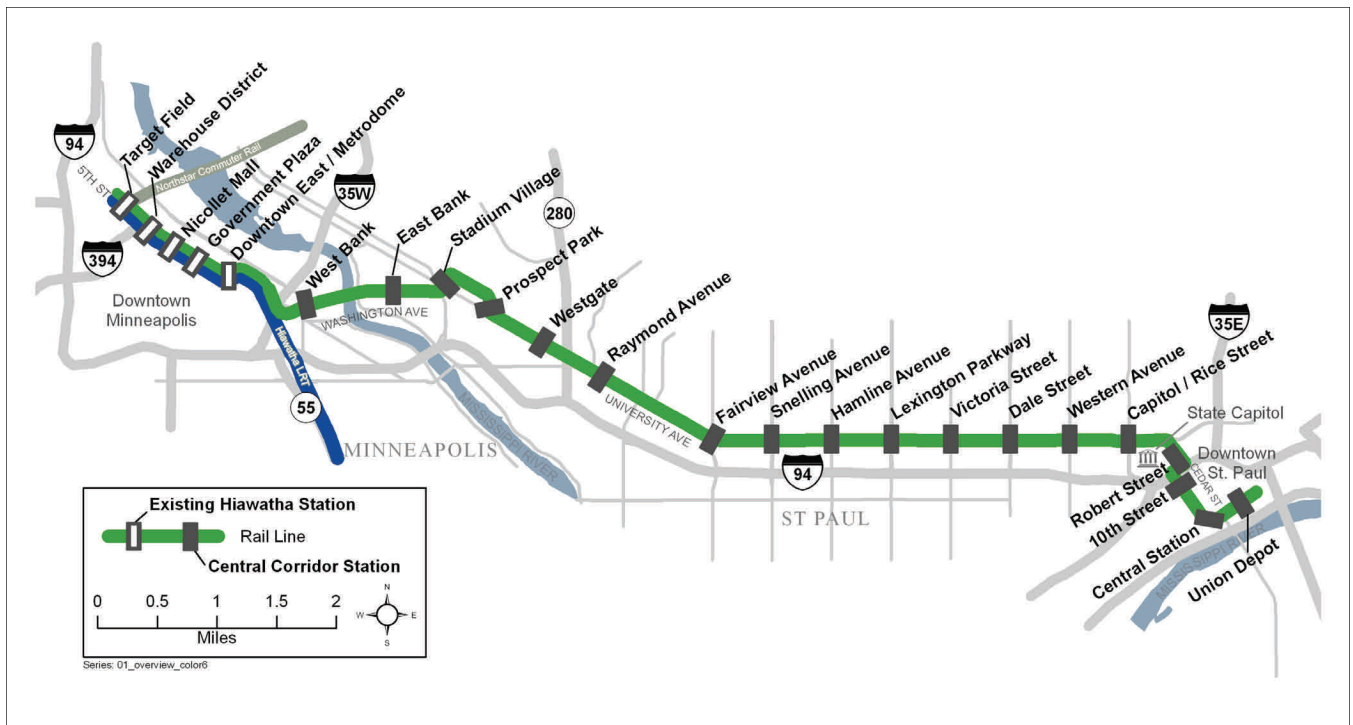 94
5TH ST
Target Field
Warehouse District
Nicollet Mall
Government Plaza
Downtown East / Metrodome
Northstar Commuter Rail
35W
394
Downtown
Minneapolis
West Bank
East Bank
Stadium Village
280
Prospect Park
Westgate
Raymond Avenue
WASHINGTON AVE
Hiawatha LRT
55
MINNEAPOLIS
MISSISSIPPI RIVER
UNIVERSITY AVE
Fairview Avenue
Snelling Avenue
Hamline Avenue
Lexington Parkway
Victoria Street
Dale Street
Western Avenue
Capitol / Rice Street
35E
State Capitol
Downtown
St. Paul
94
ST PAUL
CEDAR ST
Robert Street
10th Street
Central Station
Union Depot
MISSISSIPPI RIVER
Existing Hiawatha Station
Rail Line
Central Corridor Station
0 0.5 1 1.5 2
Miles
N
W E
S
Series: 01_overview_color6